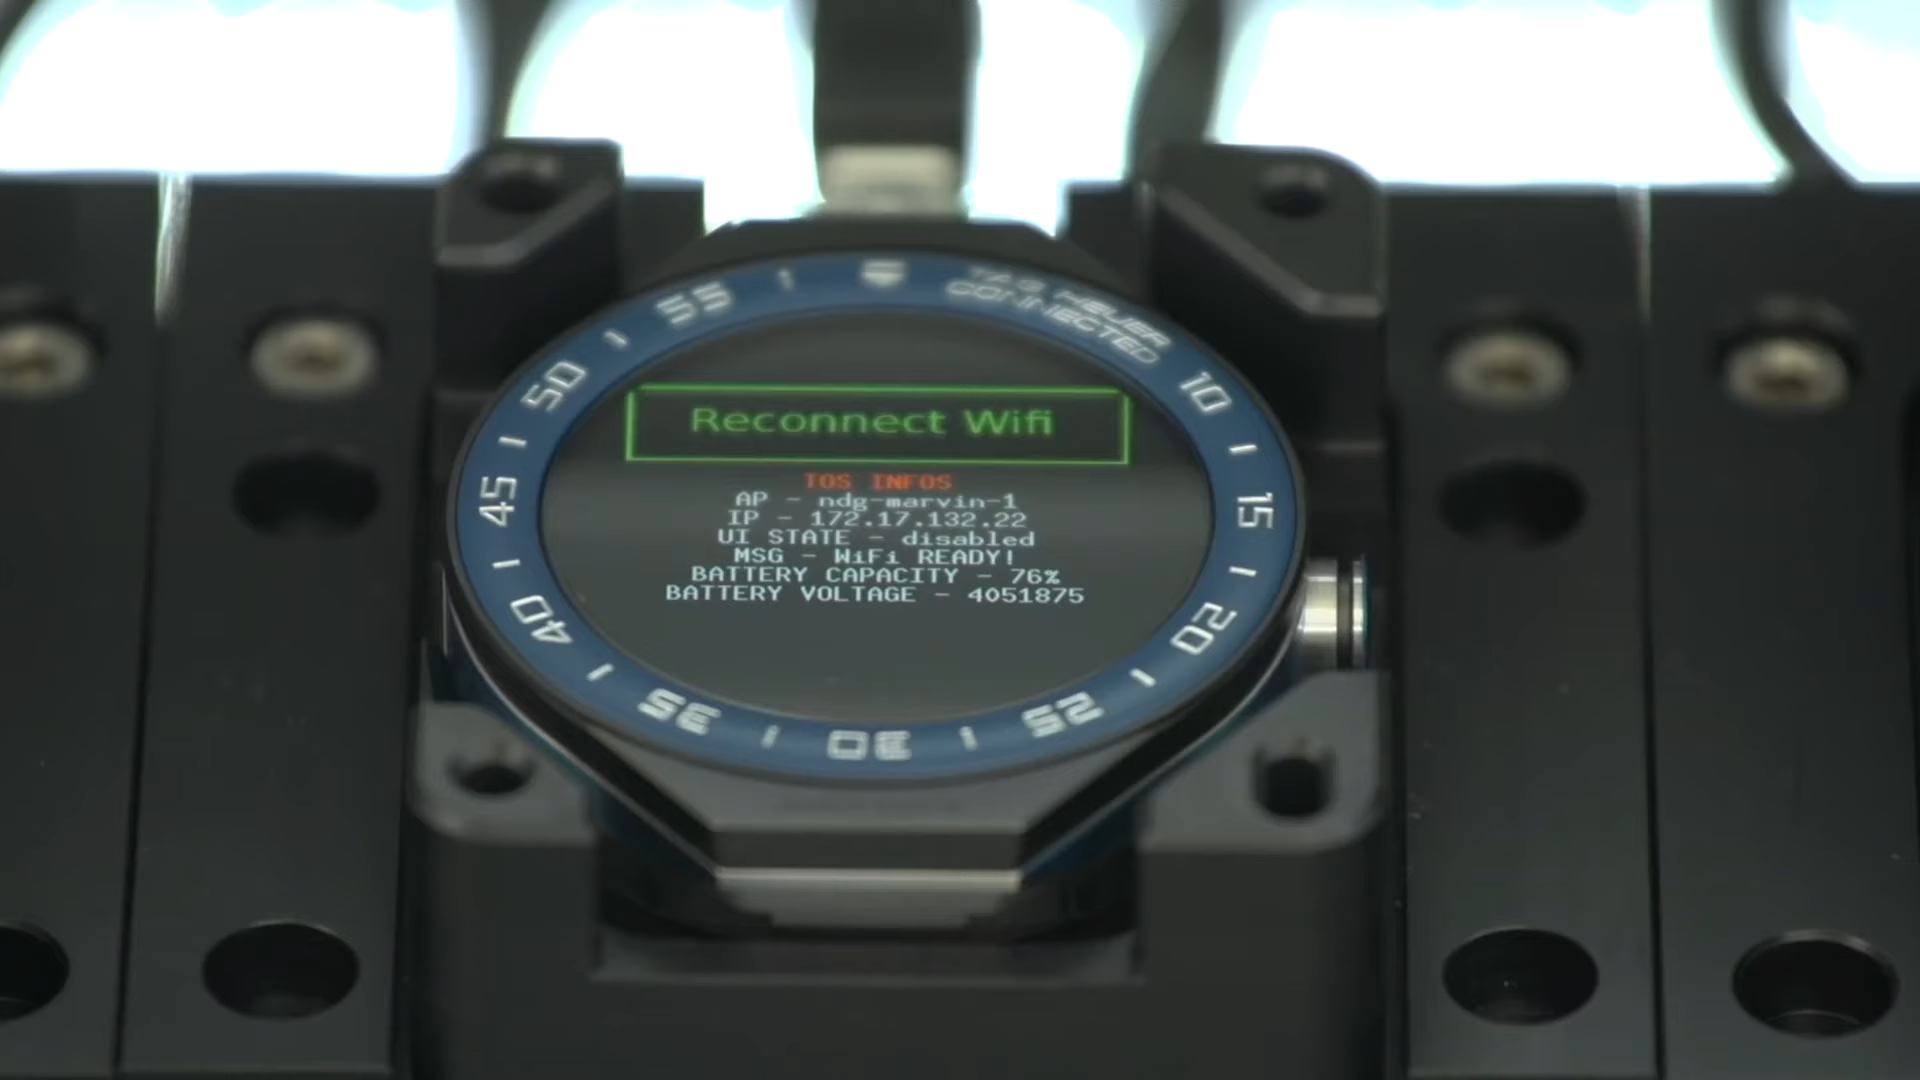 TAG HEUER
CONNECTED
10
15
20
25
30
35
40
45
50
55
Reconnect Wifi
TOS INFOS
AP - ndg-marvin-1
IP - 172.17.132.22
UI STATE - disabled
MSG - WiFi READY!
BATTERY CAPACITY - 76%
BATTERY VOLTAGE - 4051875